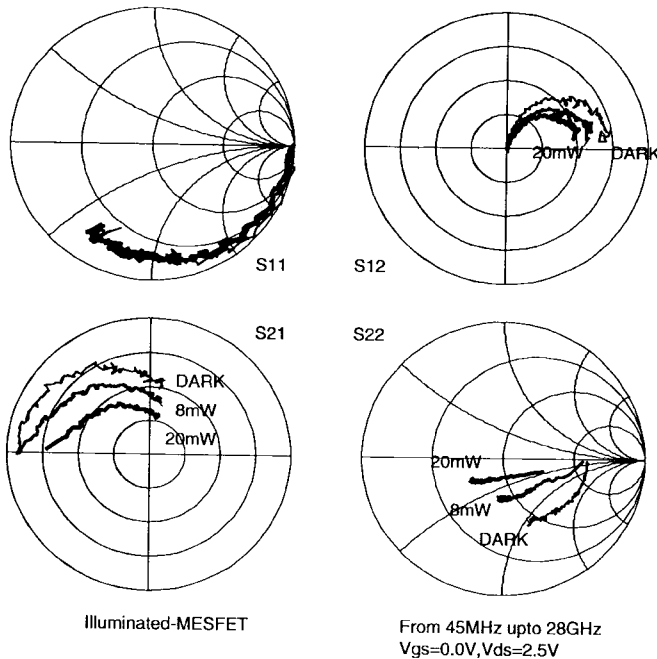 20mW
DARK
S11
S12
S21
S22
DARK
8mW
20mW
20mW
8mW
DARK
Illuminated-MESFET
From 45MHz upto 28GHz
Vgs=0.0V,Vds=2.5V